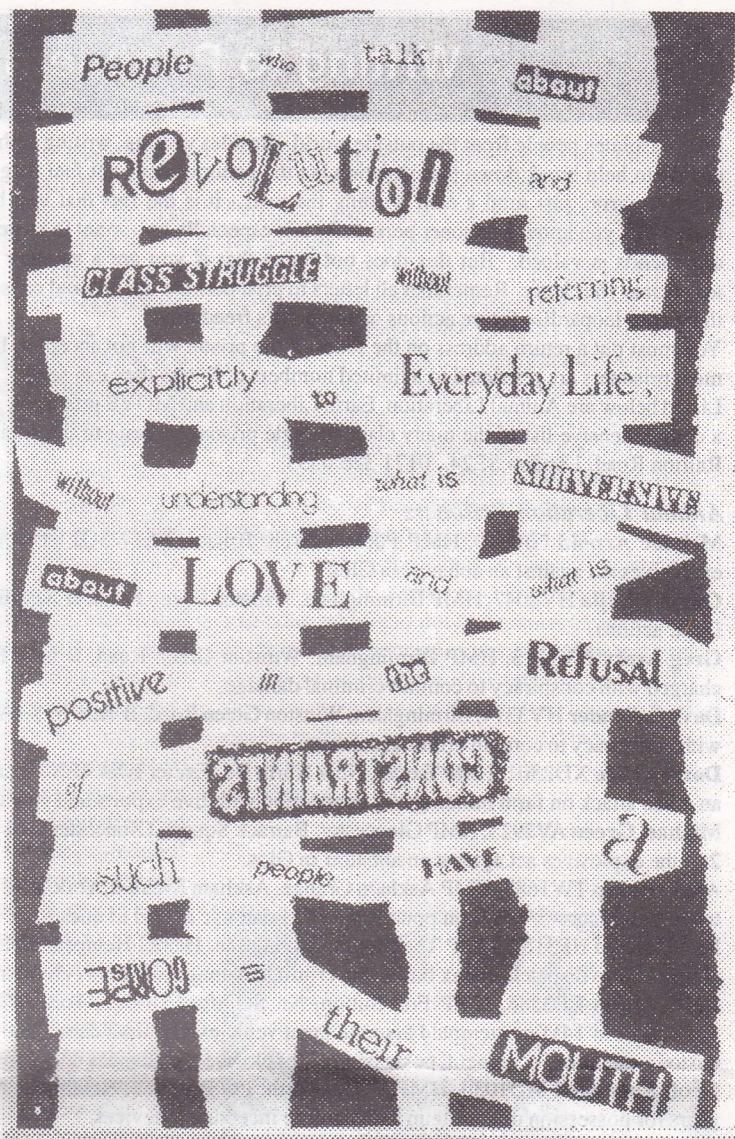 People who talk about
Revolution and
CLASS STRUGGLE without referring
explicitly to Everyday Life,
without understanding what is SUBVERSIVE
about LOVE and what is
positive in the Refusal
of CONSTRAINTS
such people HAVE a
CORPSE in their MOUTH